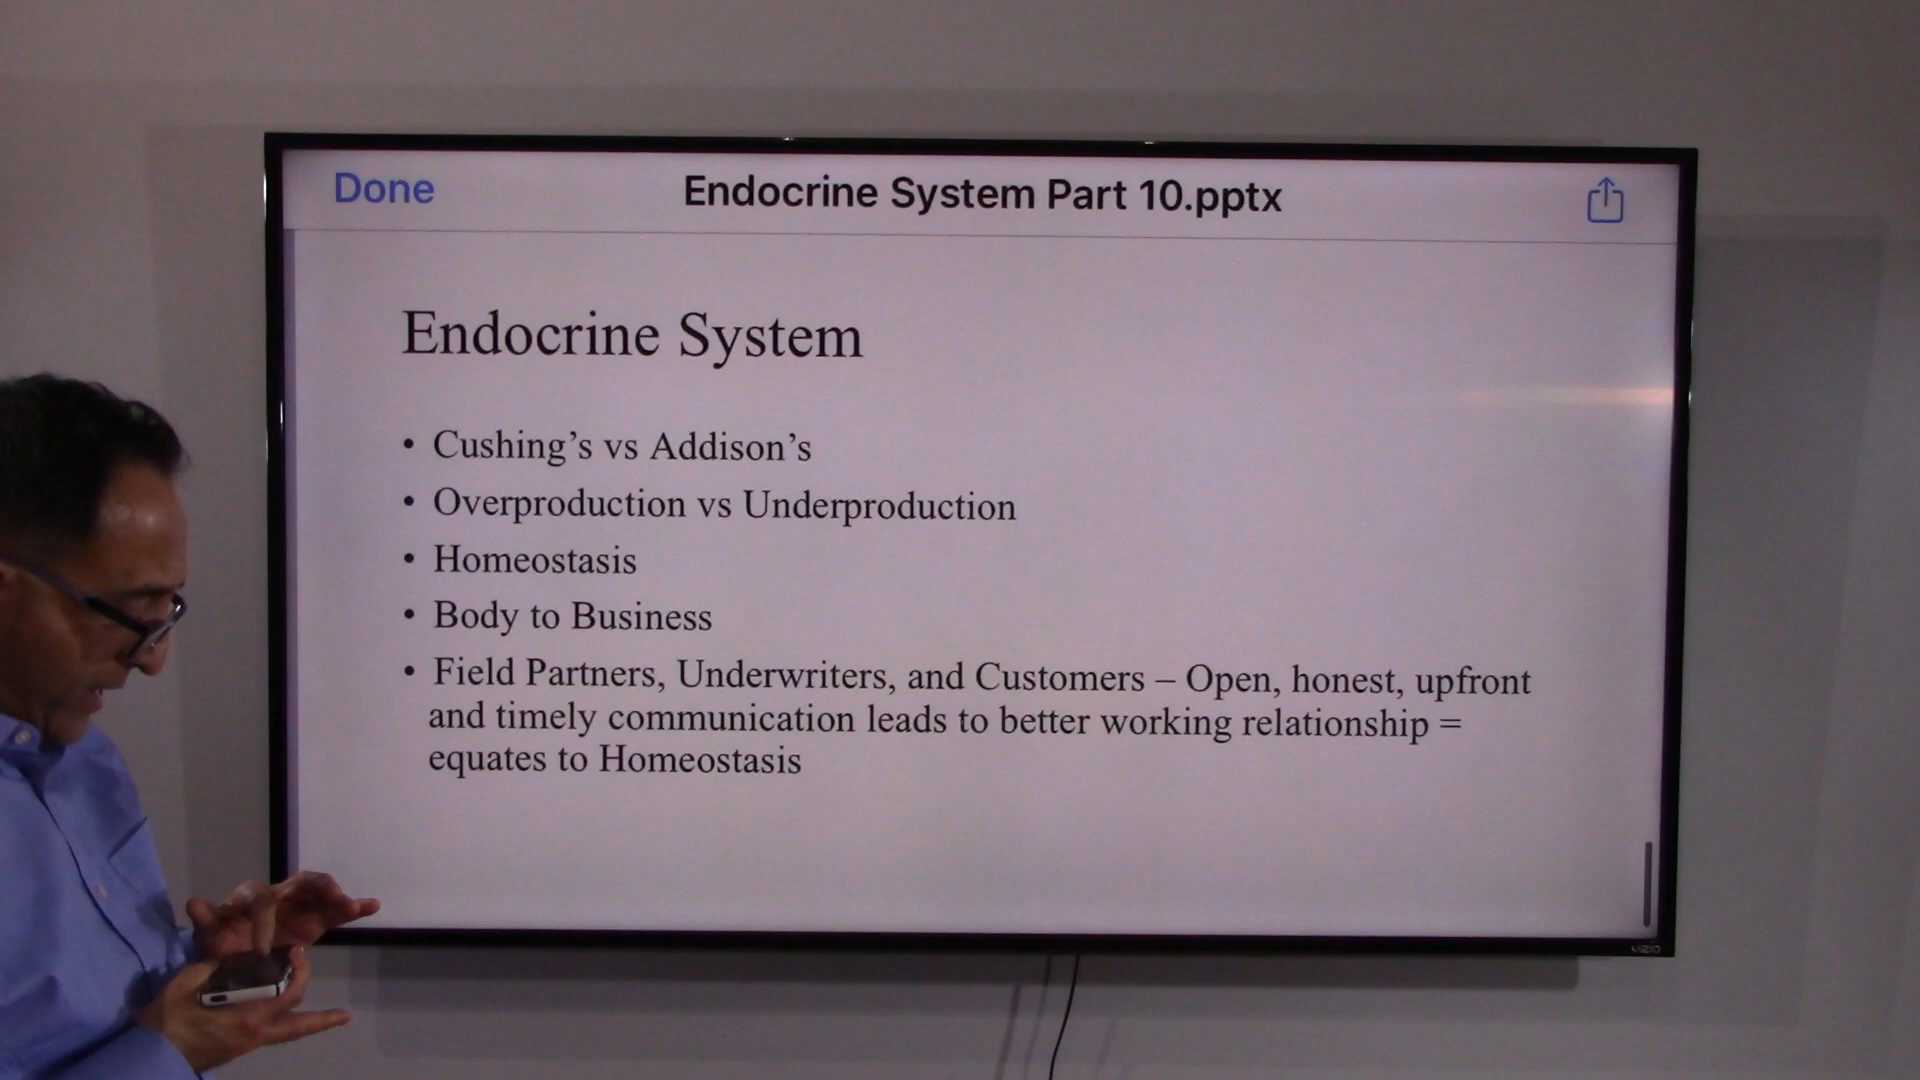 Done
Endocrine System Part 10.pptx
Endocrine System
• Cushing’s vs Addison’s
• Overproduction vs Underproduction
• Homeostasis
• Body to Business
• Field Partners, Underwriters, and Customers – Open, honest, upfront
and timely communication leads to better working relationship =
equates to Homeostasis
VIZIO